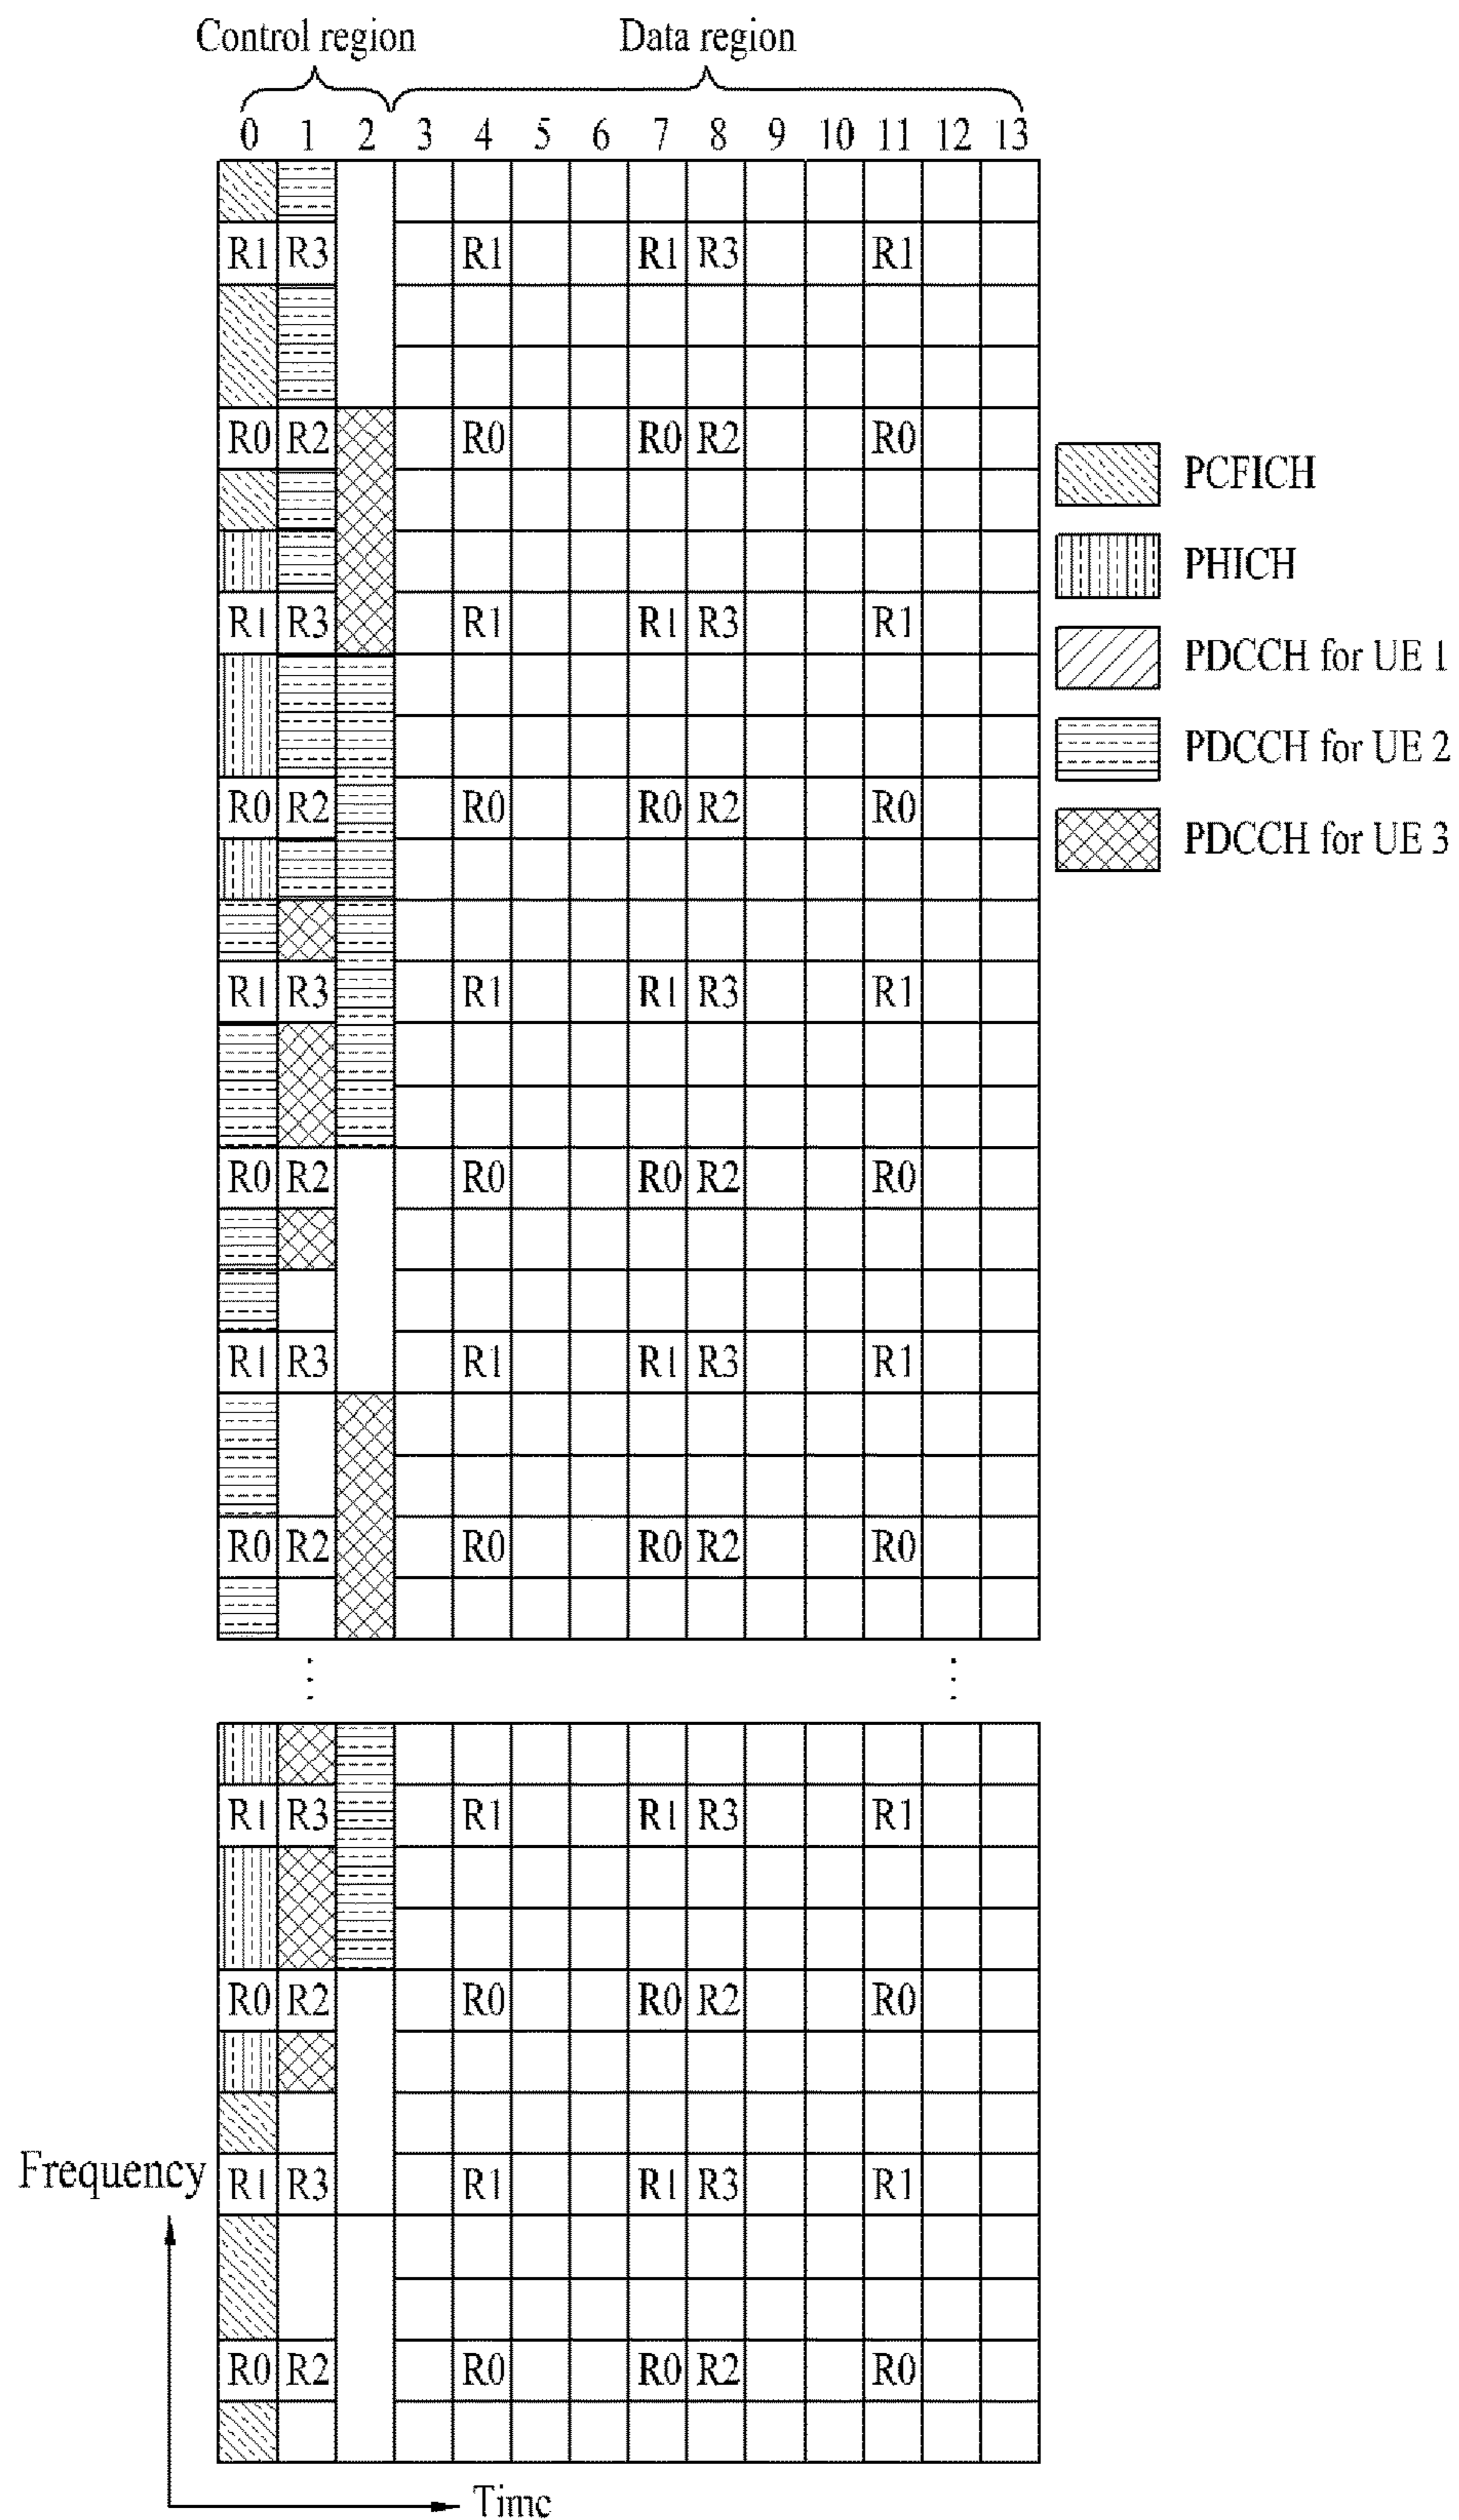 Control region Data region
0 1 2 3 4 5 6 7 8 9 10 11 12 13
R1 R3 R1 R1 R3 R1
R0 R2 R0 R0 R2 R0
R1 R3 R1 R1 R3 R1
R0 R2 R0 R0 R2 R0
R1 R3 R1 R1 R3 R1
R0 R2 R0 R0 R2 R0
R1 R3 R1 R1 R3 R1
R0 R2 R0 R0 R2 R0
PCFICH
PHICH
PDCCH for UE 1
PDCCH for UE 2
PDCCH for UE 3
R1 R3 R1 R1 R3 R1
R0 R2 R0 R0 R2 R0
R1 R3 R1 R1 R3 R1
R0 R2 R0 R0 R2 R0
Frequency
Time